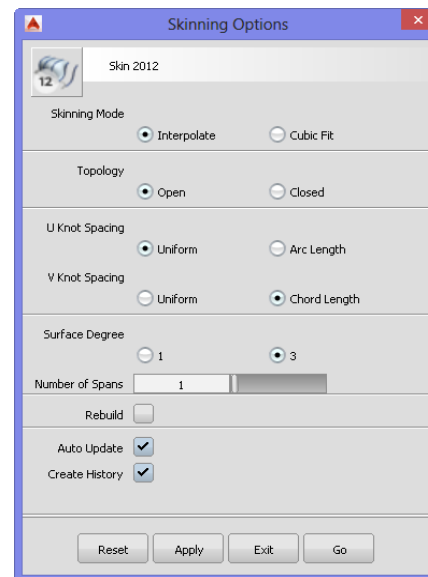 Skinning Options
12
Skin 2012
Skinning Mode
Interpolate Cubic Fit
Topology
Open Closed
U Knot Spacing
Uniform Arc Length
V Knot Spacing
Uniform Chord Length
Surface Degree
1 3
Number of Spans 1
Rebuild
Auto Update
Create History
Reset Apply Exit Go